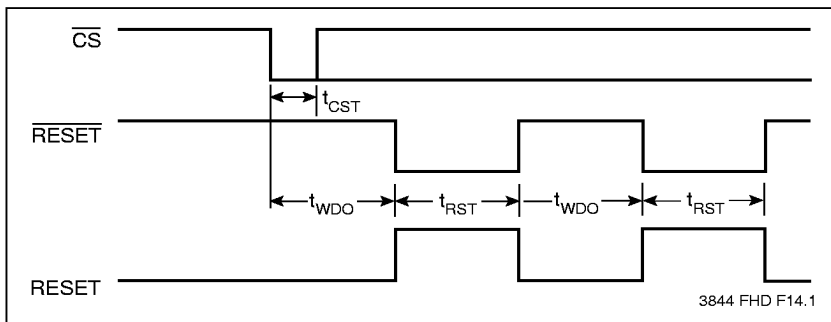 CS
tCST
RESET
tWDO tRST tWDO tRST
RESET
3844 FHD F14.1